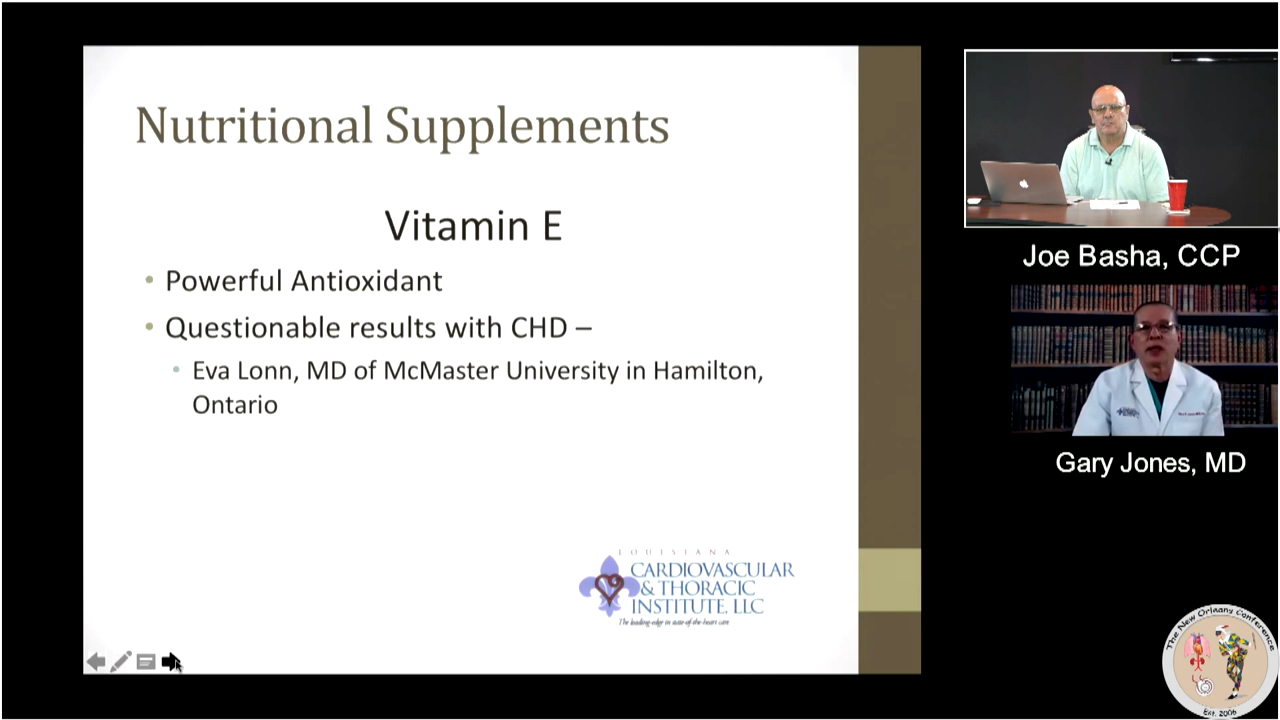 Nutritional Supplements
Vitamin E
• Powerful Antioxidant
• Questionable results with CHD –
• Eva Lonn, MD of McMaster University in Hamilton,
Ontario
LOUISIANA
CARDIOVASCULAR
& THORACIC
INSTITUTE, LLC
The leading-edge in state-of-the-heart care
Joe Basha, CCP
Gary Jones, MD
The New Orleans Conference
Est. 2006